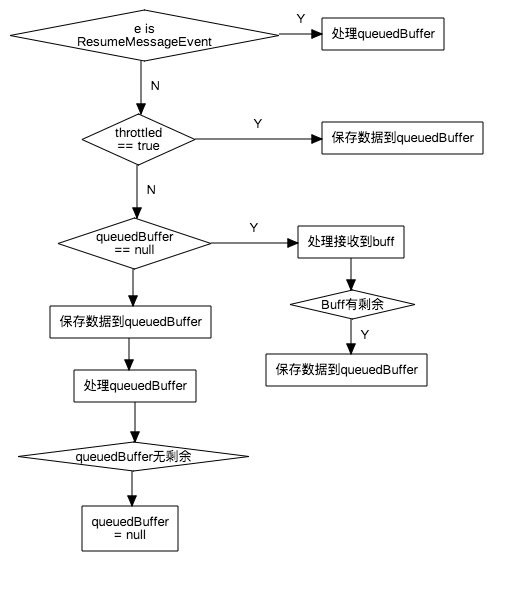 e is
ResumeMessageEvent
Y
处理queuedBuffer
N
throttled
== true
Y
保存数据到queuedBuffer
N
queuedBuffer
== null
Y
处理接收到buff
Buff有剩余
Y
保存数据到queuedBuffer
保存数据到queuedBuffer
处理queuedBuffer
queuedBuffer无剩余
queuedBuffer
= null